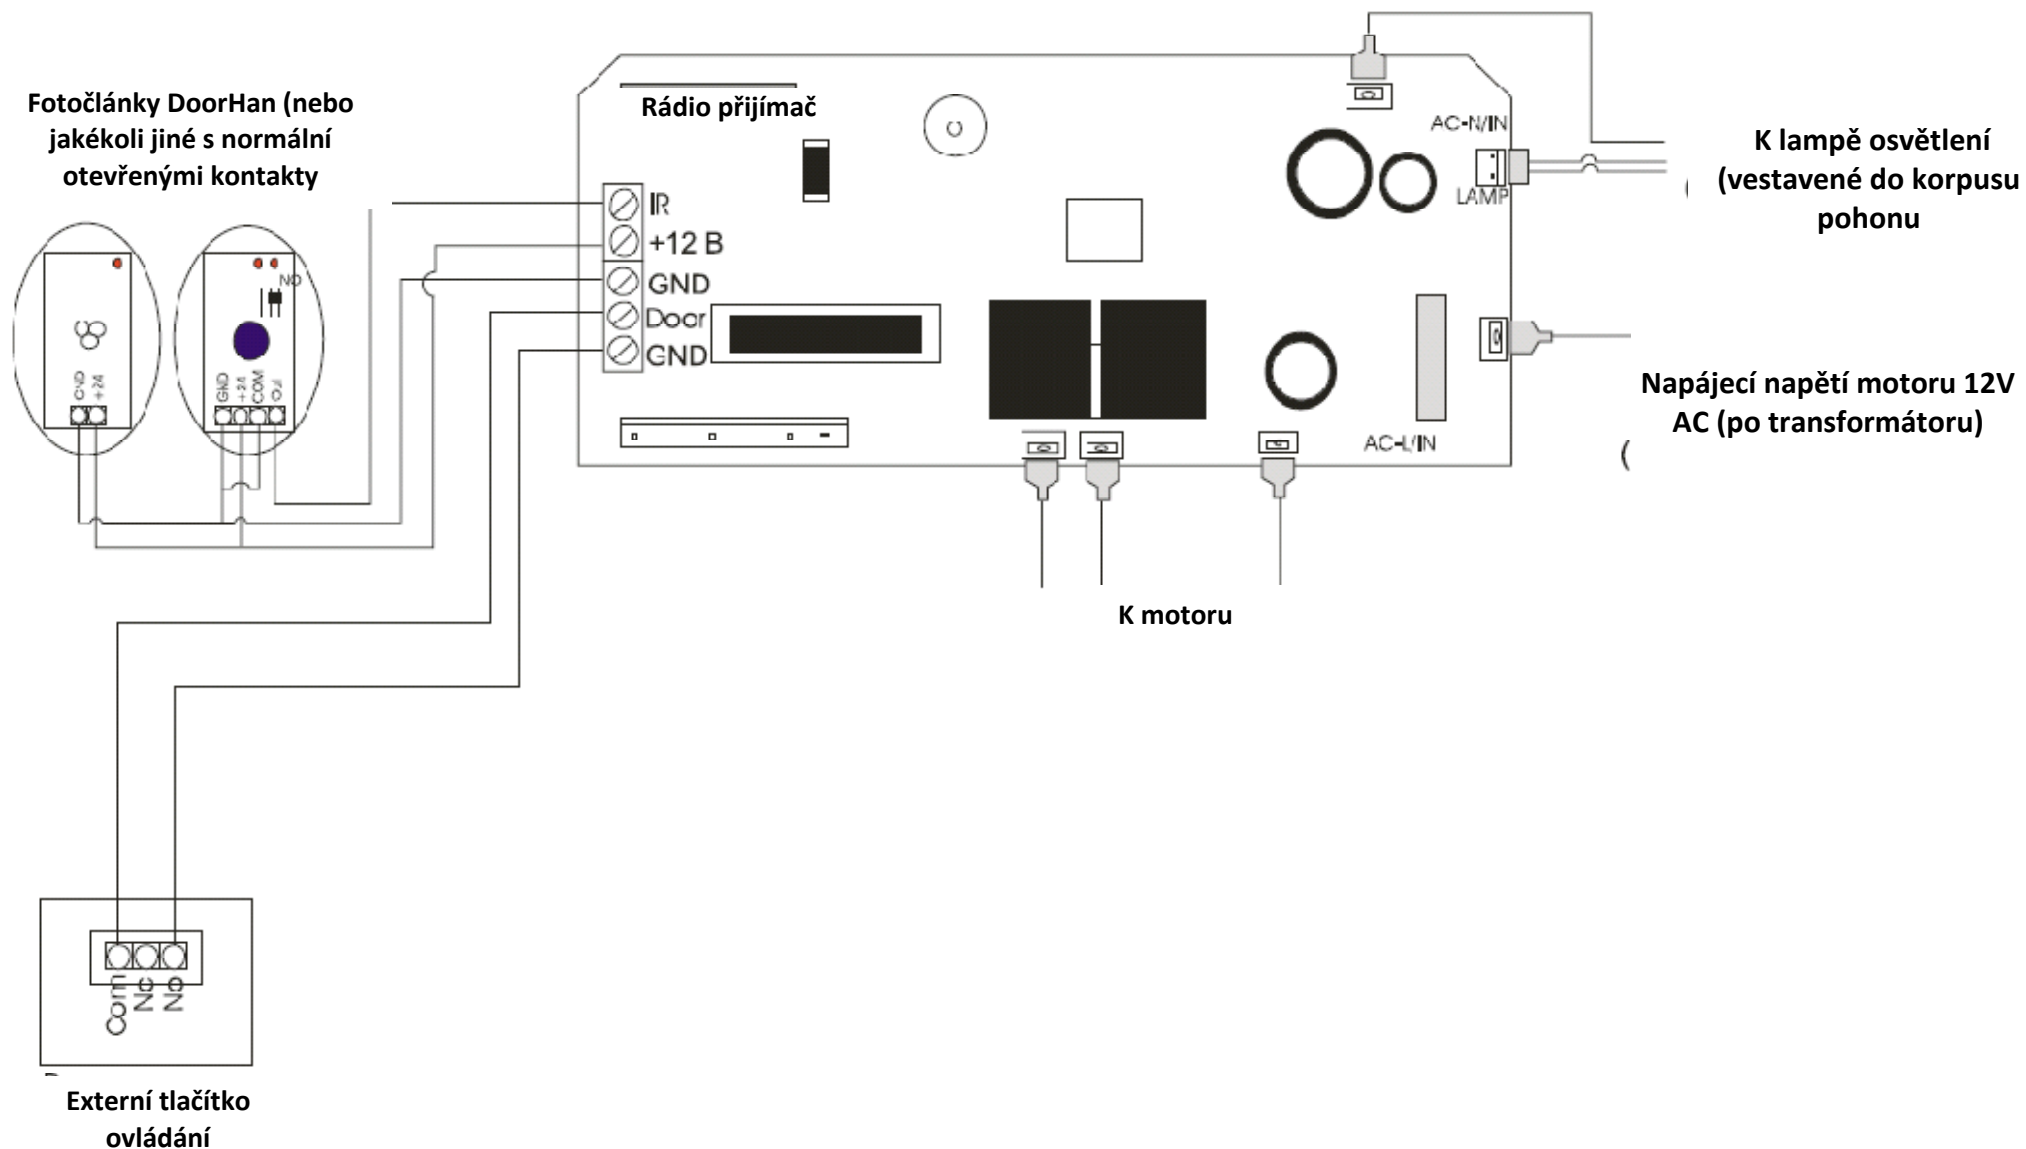 Fotočlánky DoorHan (nebo
jakékoli jiné s normální
otevřenými kontakty
Rádio přijímač
AC-N/IN
LAMP
K lampě osvětlení
(vestavené do korpusu
pohonu
IR
+12 В
GND
Door
GND
NO
GND
+24
GND
+24
COM
Out
Napájecí napětí motoru 12V
AC (po transformátoru)
(
AC-L/IN
K motoru
Com
Nc
No
Externí tlačítko
ovládání